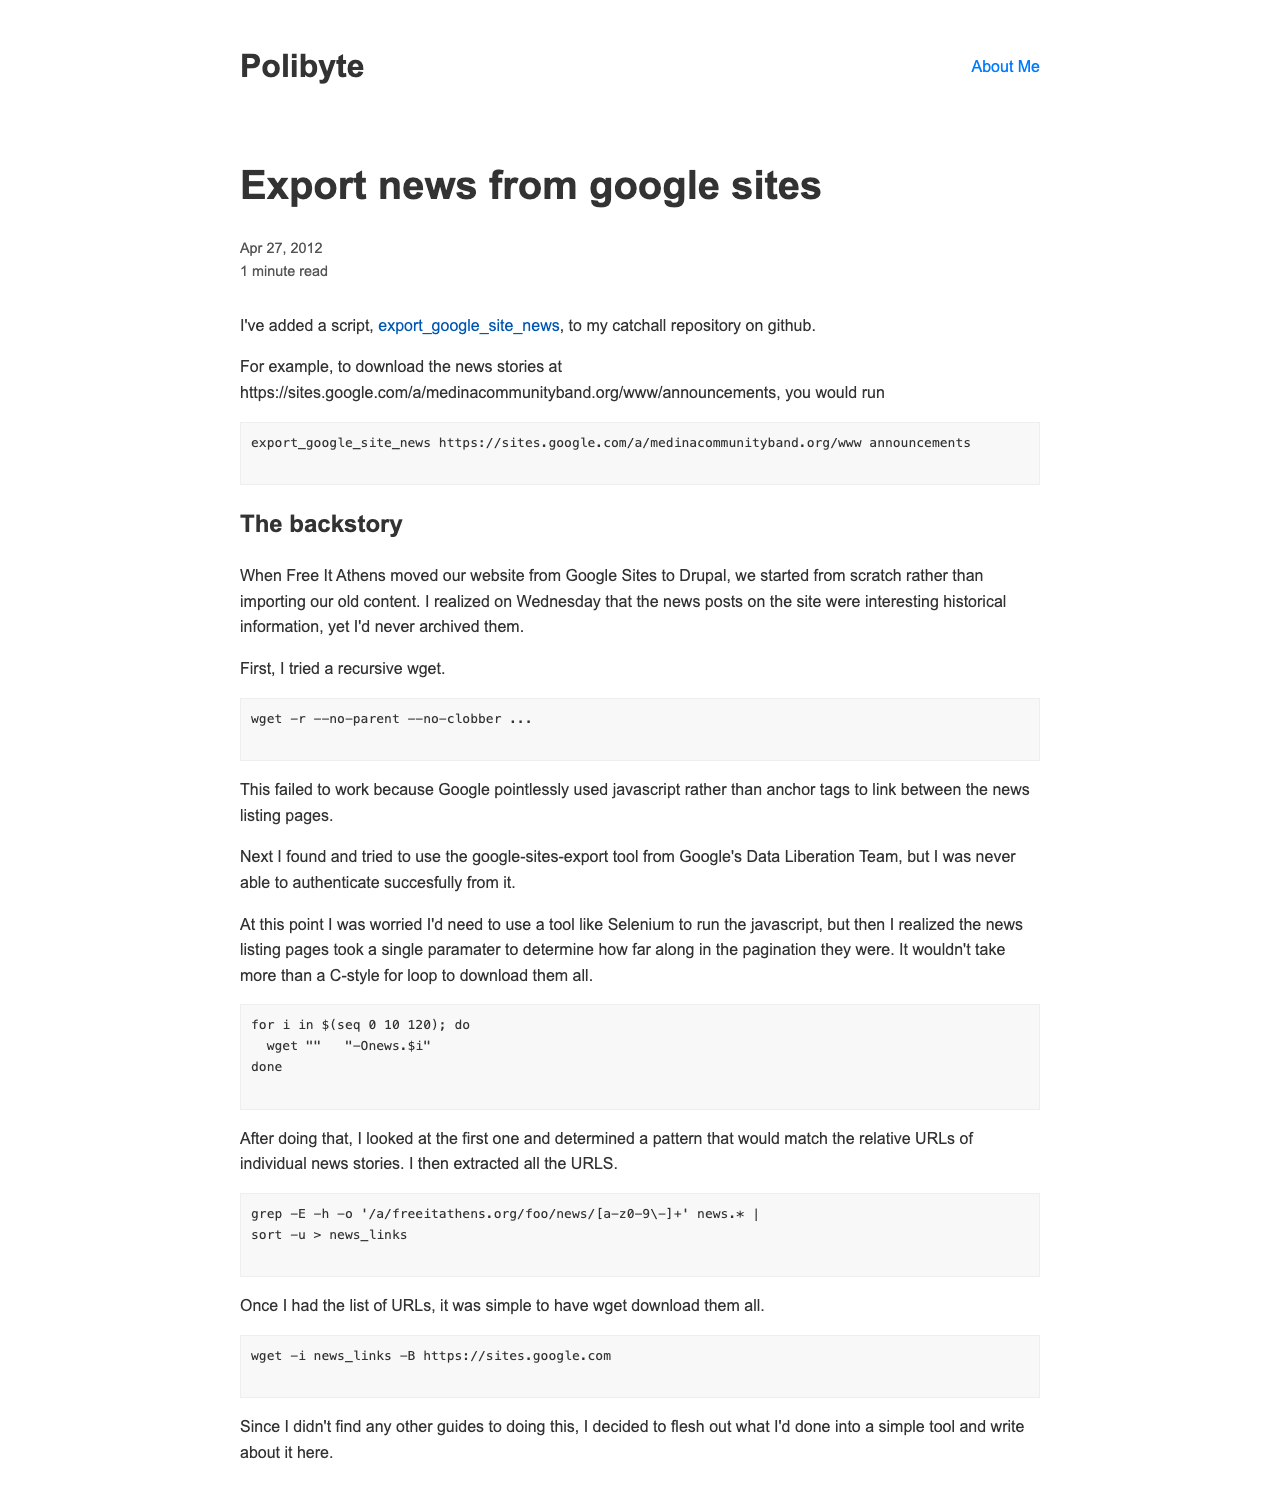 Polibyte
About Me
Export news from google sites
Apr 27, 2012
1 minute read
I've added a script, export_google_site_news, to my catchall repository on github.
For example, to download the news stories at
https://sites.google.com/a/medinacommunityband.org/www/announcements, you would run
export_google_site_news https://sites.google.com/a/medinacommunityband.org/www announcements
The backstory
When Free It Athens moved our website from Google Sites to Drupal, we started from scratch rather than
importing our old content. I realized on Wednesday that the news posts on the site were interesting historical
information, yet I'd never archived them.
First, I tried a recursive wget.
wget -r --no-parent --no-clobber ...
This failed to work because Google pointlessly used javascript rather than anchor tags to link between the news
listing pages.
Next I found and tried to use the google-sites-export tool from Google's Data Liberation Team, but I was never
able to authenticate succesfully from it.
At this point I was worried I'd need to use a tool like Selenium to run the javascript, but then I realized the news
listing pages took a single paramater to determine how far along in the pagination they were. It wouldn't take
more than a C-style for loop to download them all.
for i in $(seq 0 10 120); do
  wget ""   "-Onews.$i"
done
After doing that, I looked at the first one and determined a pattern that would match the relative URLs of
individual news stories. I then extracted all the URLS.
grep -E -h -o '/a/freeitathens.org/foo/news/[a-z0-9\-]+' news.* |
sort -u > news_links
Once I had the list of URLs, it was simple to have wget download them all.
wget -i news_links -B https://sites.google.com
Since I didn't find any other guides to doing this, I decided to flesh out what I'd done into a simple tool and write
about it here.